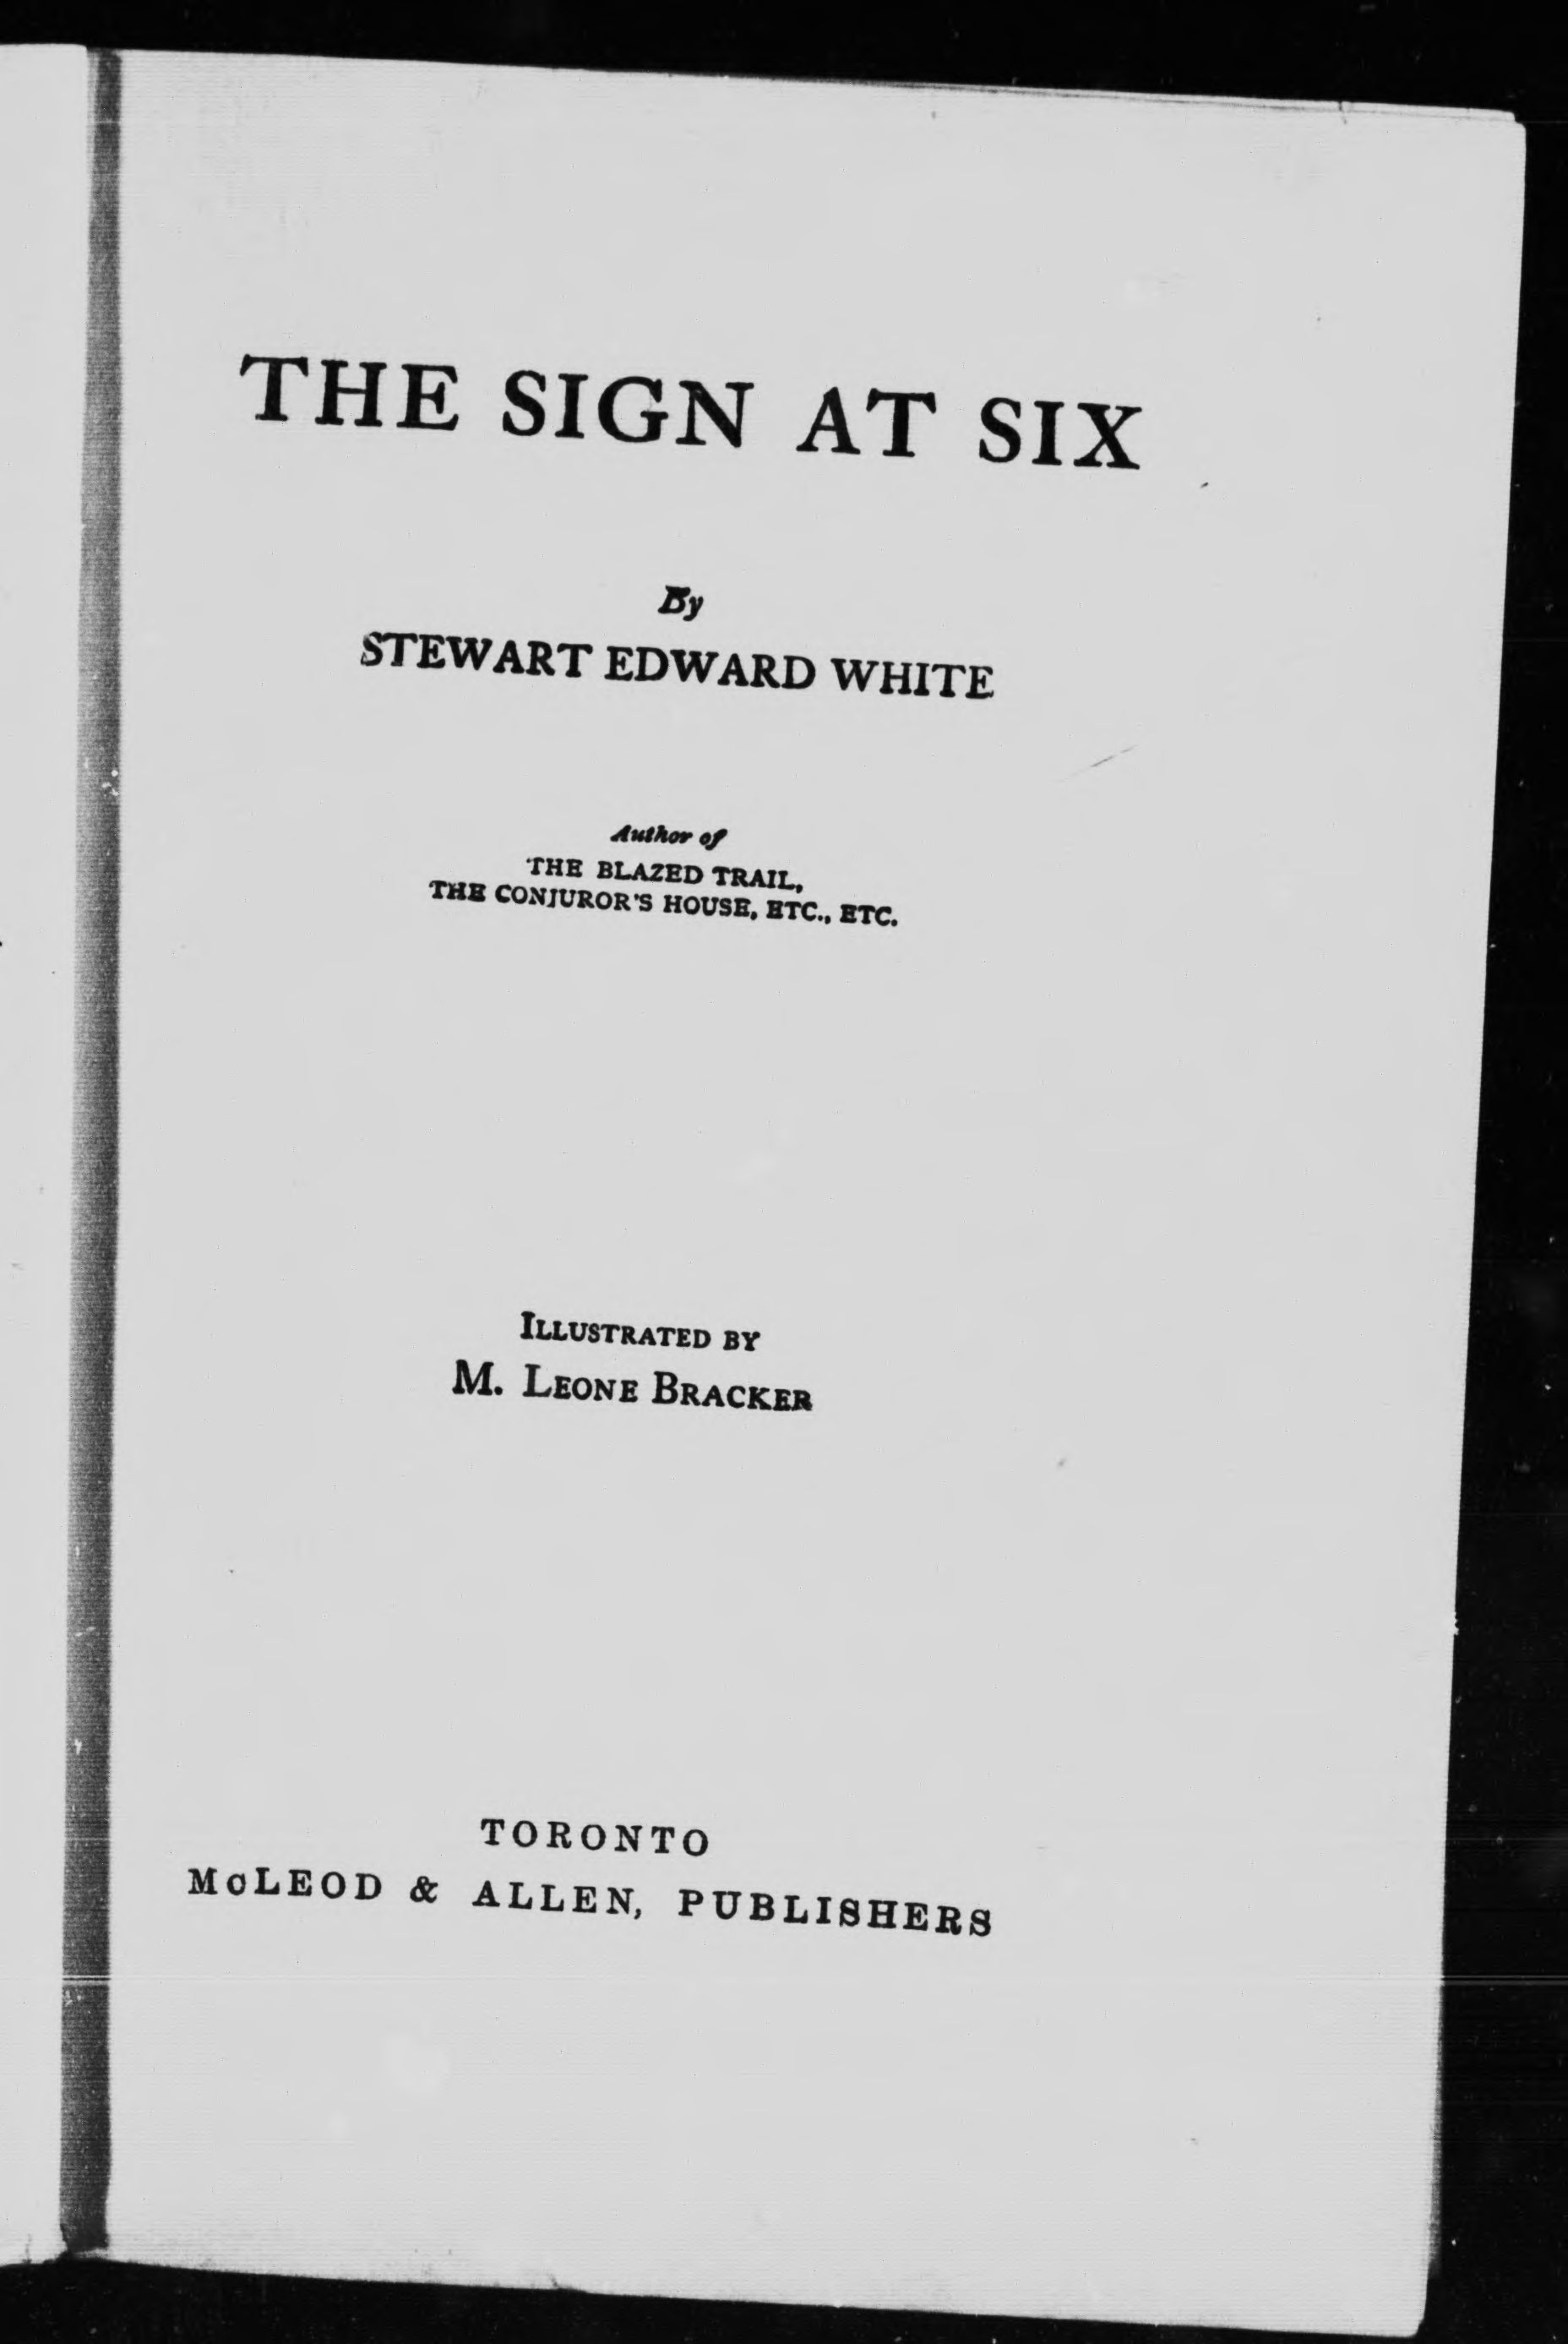 THE SIGN AT SIX
By
STEWART EDWARD WHITE
Author of
THE BLAZED TRAIL,
THE CONJUROR'S HOUSE, ETC., ETC.
ILLUSTRATED BY
M. LEONE BRACKER
TORONTO
McLEOD & ALLEN, PUBLISHERS